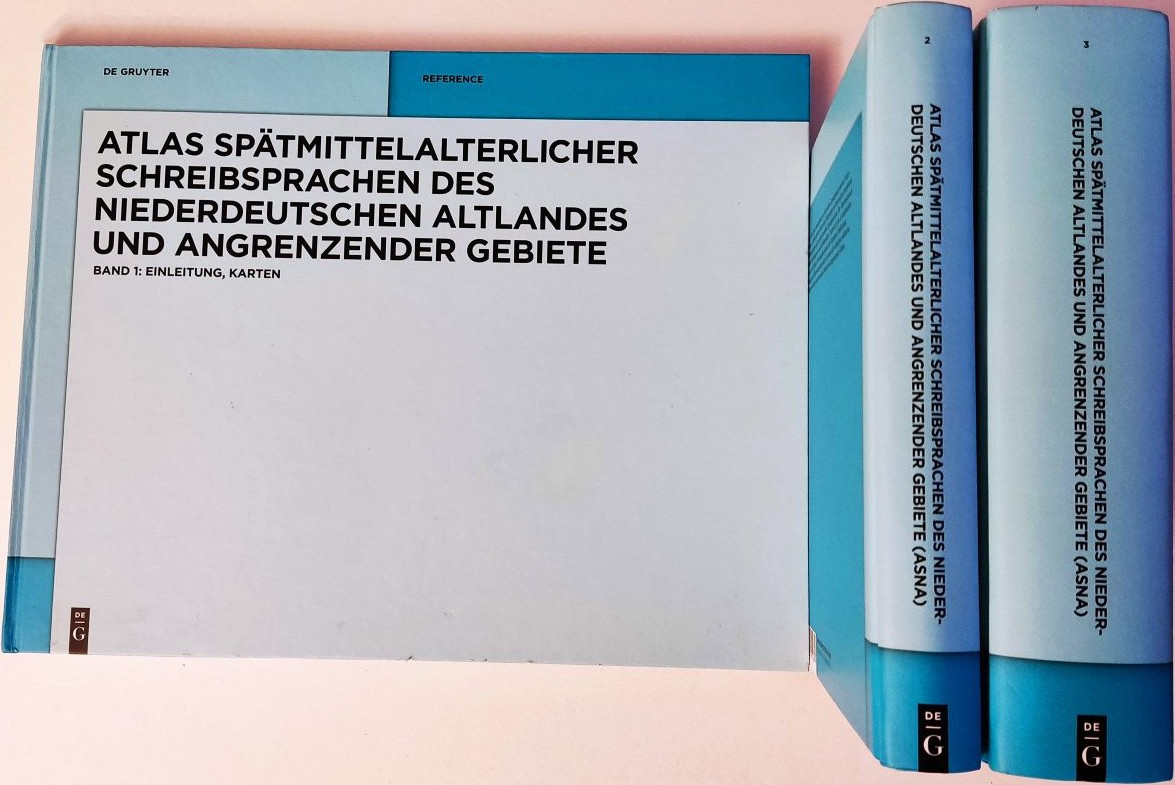 DE GRUYTER
REFERENCE
ATLAS SPÄTMITTELALTERLICHER
SCHREIBSPRACHEN DES
NIEDERDEUTSCHEN ALTLANDES
UND ANGRENZENDER GEBIETE
BAND 1: EINLEITUNG, KARTEN
DE
G
2
ATLAS SPÄTMITTELALTERLICHER SCHREIBSPRACHEN DES NIEDER-
DEUTSCHEN ALTLANDES UND ANGRENZENDER GEBIETE (ASNA)
DE
G
3
ATLAS SPÄTMITTELALTERLICHER SCHREIBSPRACHEN DES NIEDER-
DEUTSCHEN ALTLANDES UND ANGRENZENDER GEBIETE (ASNA)
DE
G